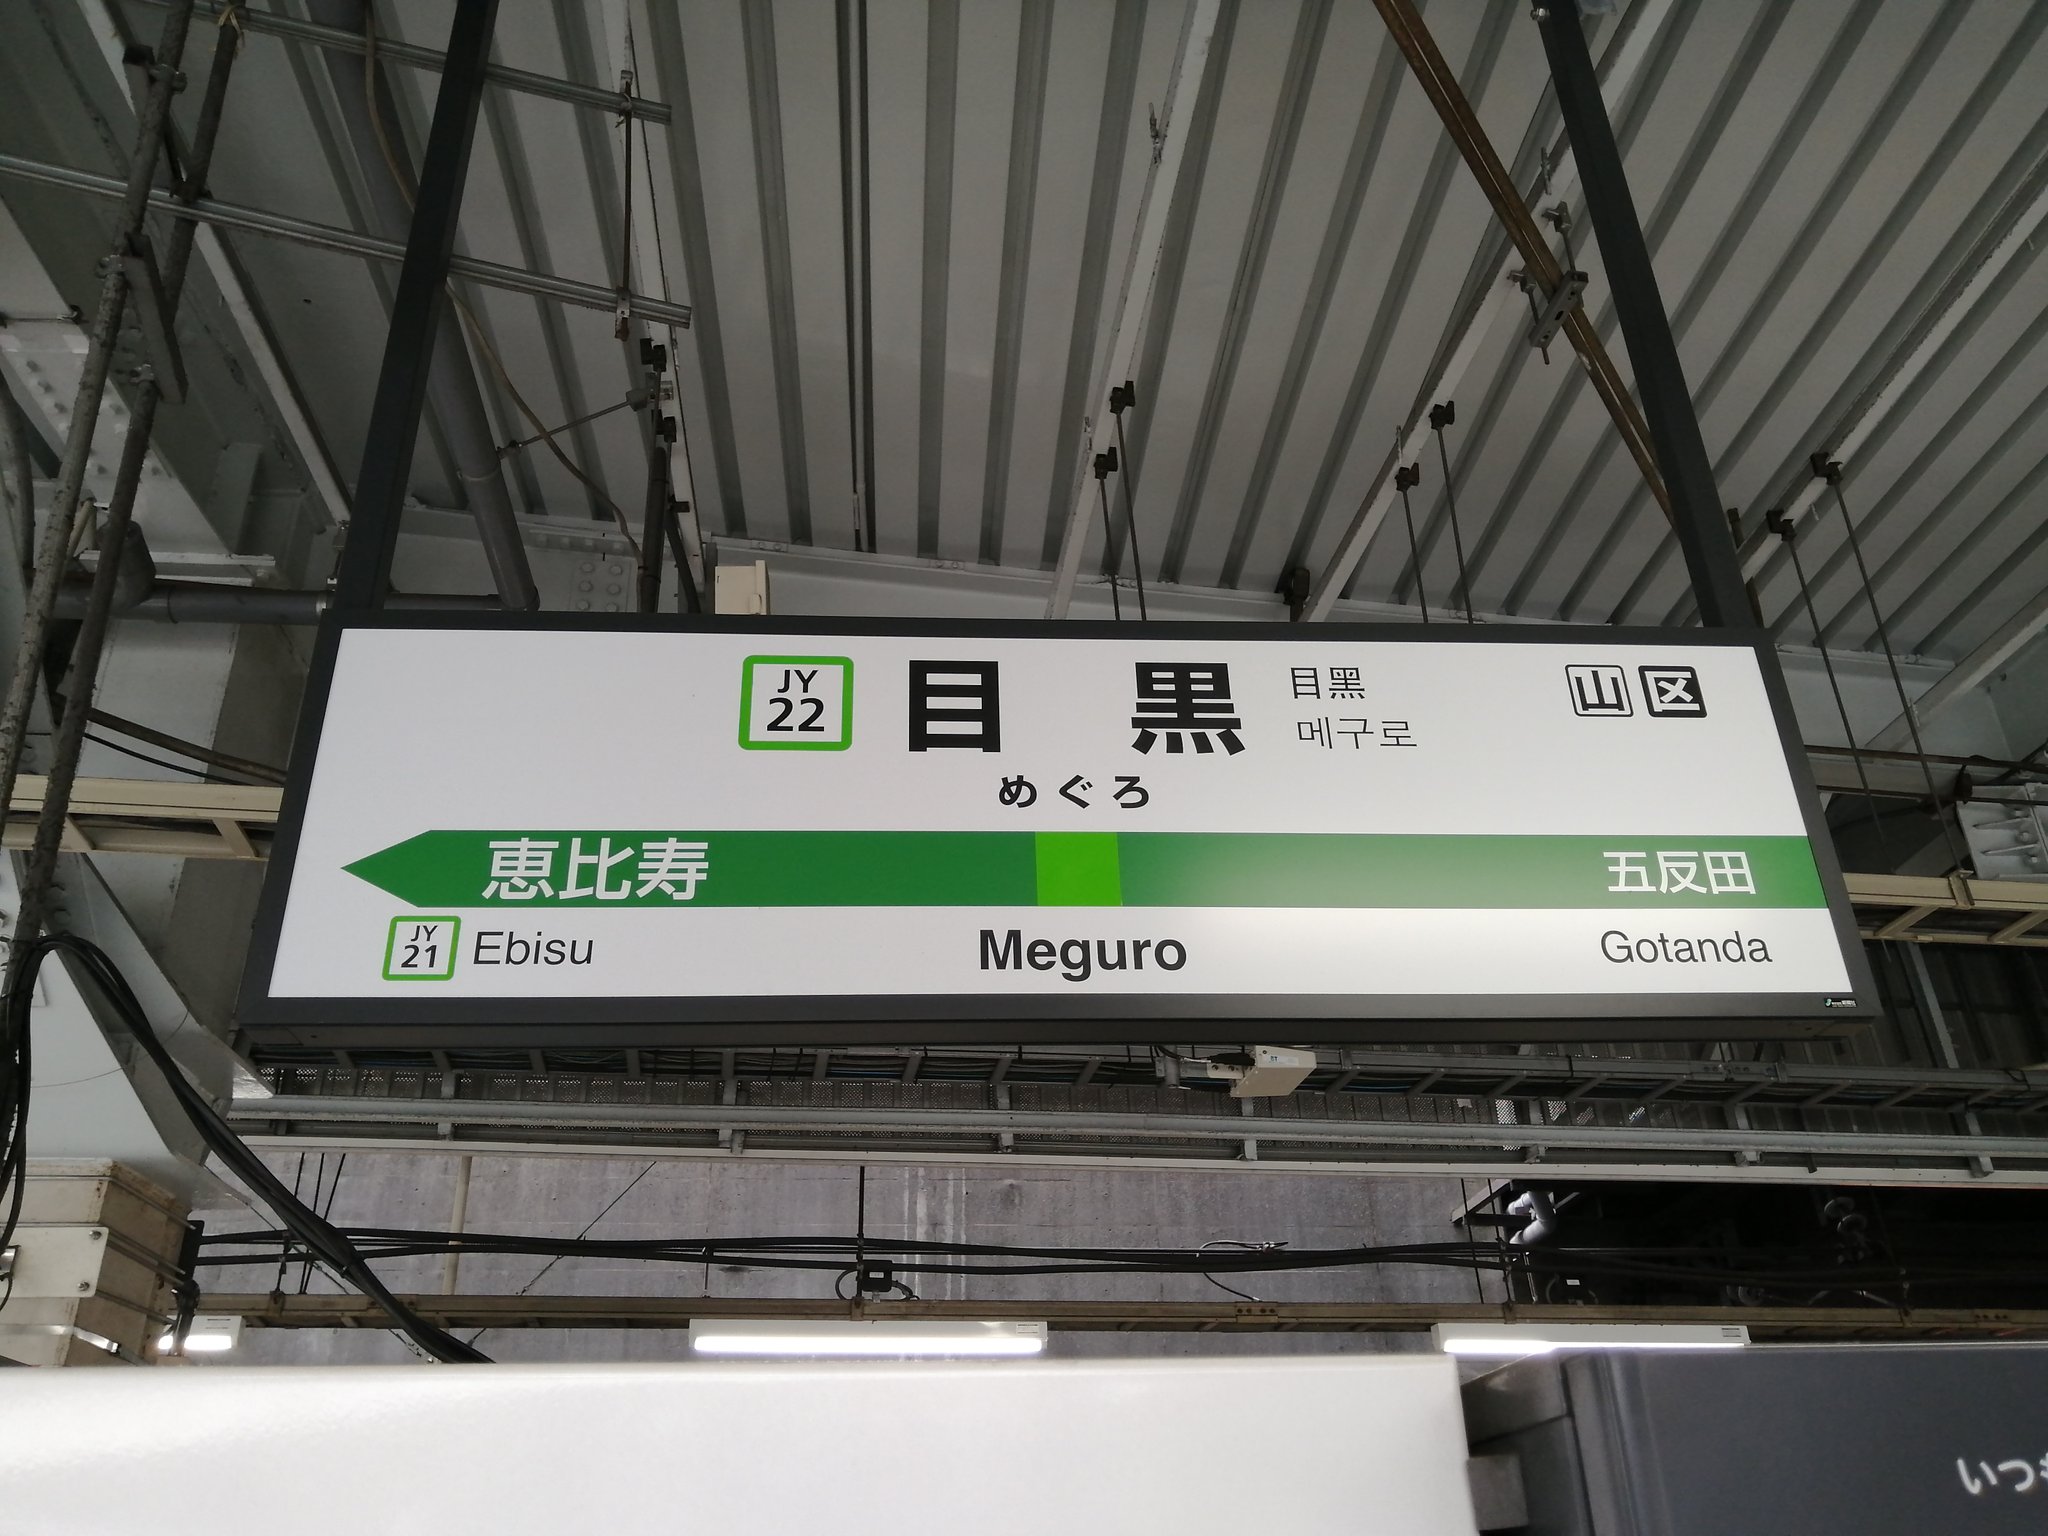 JY
22
目黒
目黑
메구로
山 区
めぐろ
恵比寿
五反田
JY
21
Ebisu
Meguro
Gotanda
いつ